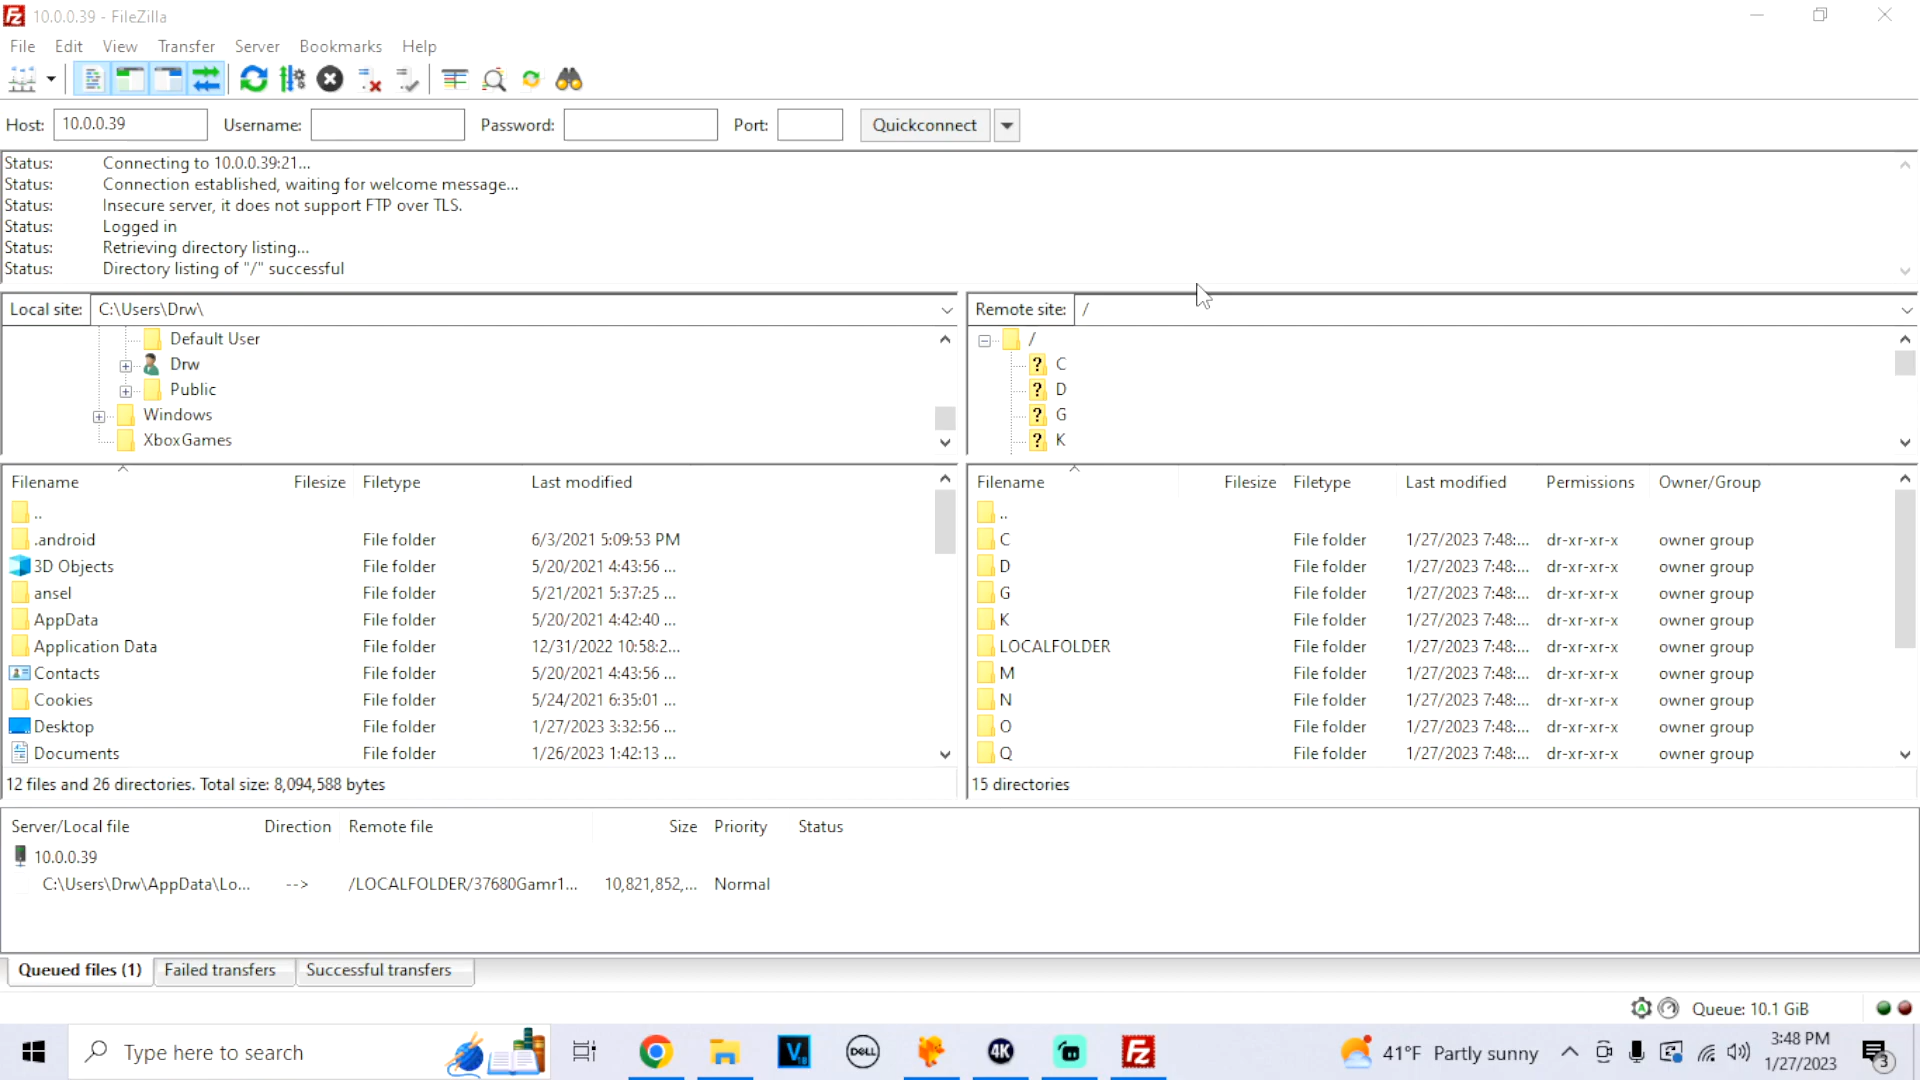 10.0.0.39 - FileZilla
File Edit View Transfer Server Bookmarks Help
Host: 10.0.0.39 Username: Password: Port: Quickconnect
Status: Connecting to 10.0.0.39:21...
Status: Connection established, waiting for welcome message...
Status: Insecure server, it does not support FTP over TLS.
Status: Logged in
Status: Retrieving directory listing...
Status: Directory listing of "/" successful
Local site: C:\Users\Drw\
Default User
Drw
Public
Windows
XboxGames
Remote site: /
/
? C
? D
? G
? K
Filename Filesize Filetype Last modified
..
.android File folder 6/3/2021 5:09:53 PM
3D Objects File folder 5/20/2021 4:43:56 ...
ansel File folder 5/21/2021 5:37:25 ...
AppData File folder 5/20/2021 4:42:40 ...
Application Data File folder 12/31/2022 10:58:2...
Contacts File folder 5/20/2021 4:43:56 ...
Cookies File folder 5/24/2021 6:35:01 ...
Desktop File folder 1/27/2023 3:32:56 ...
Documents File folder 1/26/2023 1:42:13 ...
12 files and 26 directories. Total size: 8,094,588 bytes
Filename Filesize Filetype Last modified Permissions Owner/Group
..
C File folder 1/27/2023 7:48:... dr-xr-xr-x owner group
D File folder 1/27/2023 7:48:... dr-xr-xr-x owner group
G File folder 1/27/2023 7:48:... dr-xr-xr-x owner group
K File folder 1/27/2023 7:48:... dr-xr-xr-x owner group
LOCALFOLDER File folder 1/27/2023 7:48:... dr-xr-xr-x owner group
M File folder 1/27/2023 7:48:... dr-xr-xr-x owner group
N File folder 1/27/2023 7:48:... dr-xr-xr-x owner group
O File folder 1/27/2023 7:48:... dr-xr-xr-x owner group
Q File folder 1/27/2023 7:48:... dr-xr-xr-x owner group
15 directories
Server/Local file Direction Remote file Size Priority Status
10.0.0.39
C:\Users\Drw\AppData\Lo... --> /LOCALFOLDER/37680Gamr1... 10,821,852,... Normal
Queued files (1) Failed transfers Successful transfers
Queue: 10.1 GiB
Type here to search
V 18
DELL
4K
Fz
41°F Partly sunny
3:48 PM
1/27/2023
3